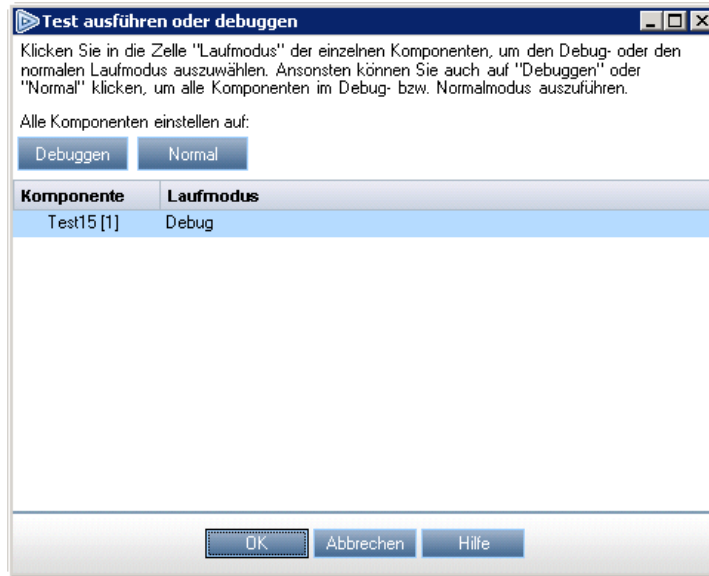 Test ausführen oder debuggen
Klicken Sie in die Zelle "Laufmodus" der einzelnen Komponenten, um den Debug- oder den
normalen Laufmodus auszuwählen. Ansonsten können Sie auch auf "Debuggen" oder
"Normal" klicken, um alle Komponenten im Debug- bzw. Normalmodus auszuführen.
Alle Komponenten einstellen auf:
Debuggen Normal
Komponente Laufmodus
Test15 [1] Debug
OK Abbrechen Hilfe